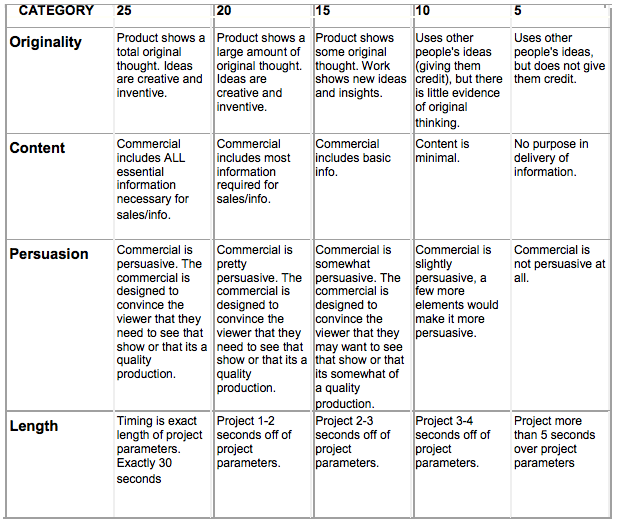 CATEGORY 25 20 15 10 5
Originality
Product shows a
total original
thought. Ideas
are creative and
inventive.
Product shows a
large amount of
original thought.
Ideas are
creative and
inventive.
Product shows
some original
thought. Work
shows new ideas
and insights.
Uses other
people's ideas
(giving them
credit), but there
is little evidence
of original
thinking.
Uses other
people's ideas,
but does not give
them credit.
Content
Commercial
includes ALL
essential
information
necessary for
sales/info.
Commercial
includes most
information
required for
sales/info.
Commercial
includes basic
info.
Content is
minimal.
No purpose in
delivery of
information.
Persuasion
Commercial is
persuasive. The
commercial is
designed to
convince the
viewer that they
need to see that
show or that its a
quality
production.
Commercial is
pretty
persuasive. The
commercial is
designed to
convince the
viewer that they
need to see that
show or that its a
quality
production.
Commercial is
somewhat
persuasive. The
commercial is
designed to
convince the
viewer that they
may want to see
that show or that
its somewhat of
a quality
production.
Commercial is
slightly
persuasive, a
few more
elements would
make it more
persuasive.
Commercial is
not persuasive at
all.
Length
Timing is exact
length of project
parameters.
Exactly 30
seconds
Project 1-2
seconds off of
project
parameters.
Project 2-3
seconds off of
project
parameters.
Project 3-4
seconds off of
project
parameters.
Project more
than 5 seconds
over project
parameters